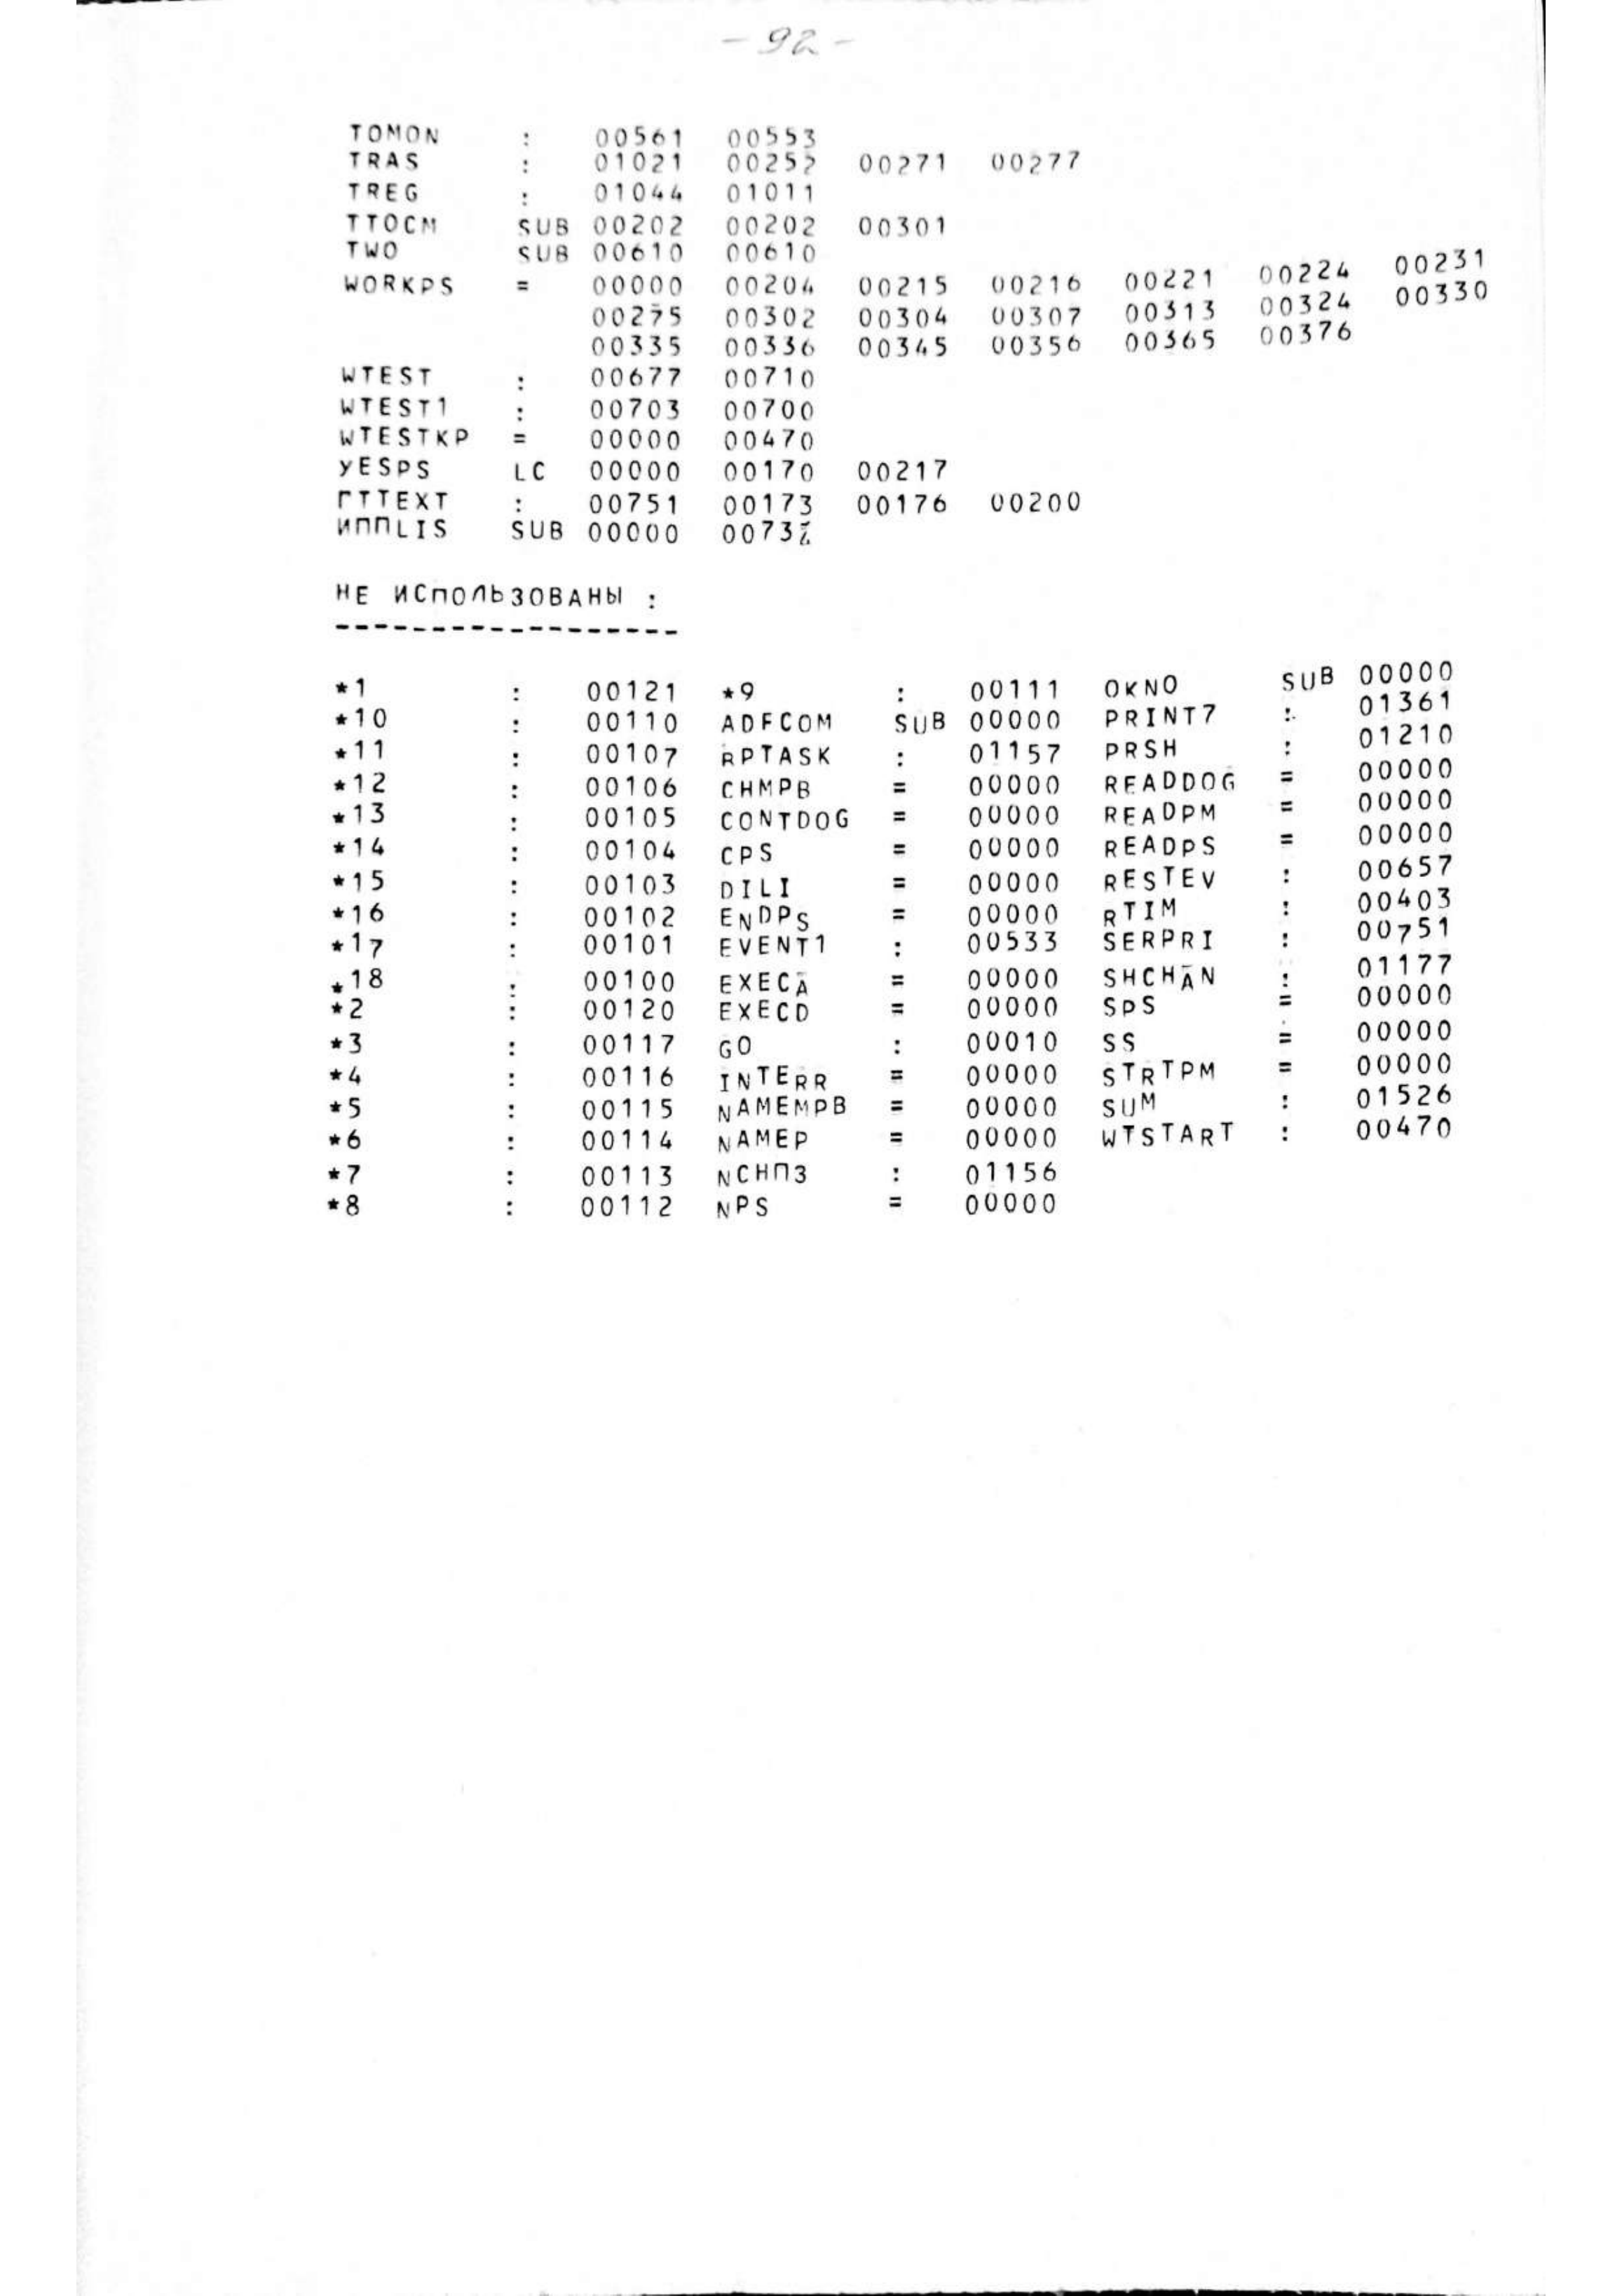 - 92 -
TOMON : 00561 00553
TRAS : 01021 00252 00271 00277
TREG : 01044 01011
TTOCM SUB 00202 00202 00301
TWO SUB 00610 00610
WORKPS = 00000 00204 00215 00216 00221 00224 00231
00275 00302 00304 00307 00313 00324 00330
00335 00336 00345 00356 00365 00376
WTEST : 00677 00710
WTEST1 : 00703 00700
WTESTKP = 00000 00470
YESPS LC 00000 00170 00217
ГТТEXT : 00751 00173 00176 00200
ИППLIS SUB 00000
НЕ ИСПОЛЬЗОВАНЫ :
------------------
*1 : 00121 *9 : 00111 OKNO SUB 00000
*10 : 00110 ADFCOM SUB 00000 PRINT7 : 01361
*11 : 00107 RPTASK : 01157 PRSH : 01210
*12 : 00106 CHMPB = 00000 READDOG = 00000
*13 : 00105 CONTDOG = 00000 READPM = 00000
*14 : 00104 CPS = 00000 READPS = 00000
*15 : 00103 DILI = 00000 RESTEV : 00657
*16 : 00102 ENDPS = 00000 RTIM : 00403
*17 : 00101 EVENT1 : 00533 SERPRI : 00751
*18 : 00100 EXECA = 00000 SHCHAN : 01177
*2 : 00120 EXECD = 00000 SPS = 00000
*3 : 00117 GO : 00010 SS = 00000
*4 : 00116 INTERR = 00000 STRTPM = 00000
*5 : 00115 NAMEMPB = 00000 SUM : 01526
*6 : 00114 NAMEP = 00000 WTSTART : 00470
*7 : 00113 NCHПЗ : 01156
*8 : 00112 NPS = 00000